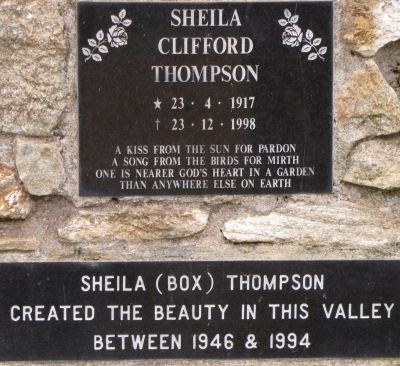 SHEILA
CLIFFORD
THOMPSON
★ 23 · 4 · 1917
† 23 · 12 · 1998
A KISS FROM THE SUN FOR PARDON
A SONG FROM THE BIRDS FOR MIRTH
ONE IS NEARER GOD'S HEART IN A GARDEN
THAN ANYWHERE ELSE ON EARTH
SHEILA (BOX) THOMPSON
CREATED THE BEAUTY IN THIS VALLEY
BETWEEN 1946 & 1994